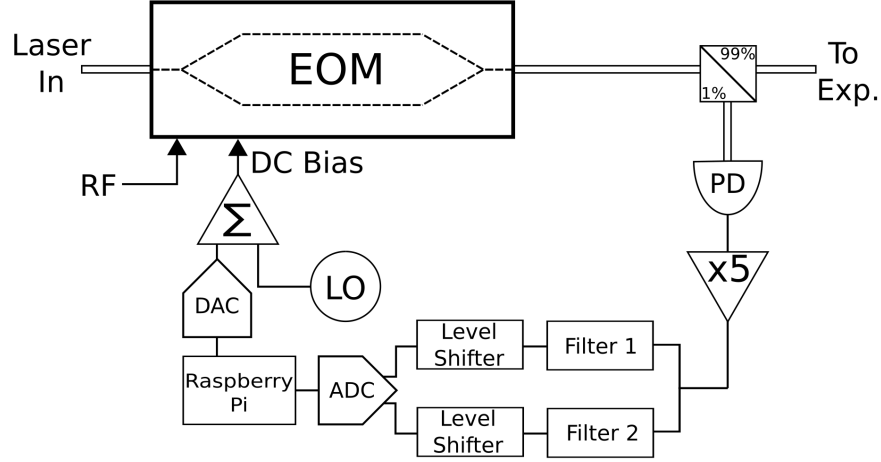 Laser
In
EOM
99%
1%
To
Exp.
RF
DC Bias
PD
Σ
x5
LO
DAC
Level
Shifter
Filter 1
Raspberry
Pi
ADC
Level
Shifter
Filter 2